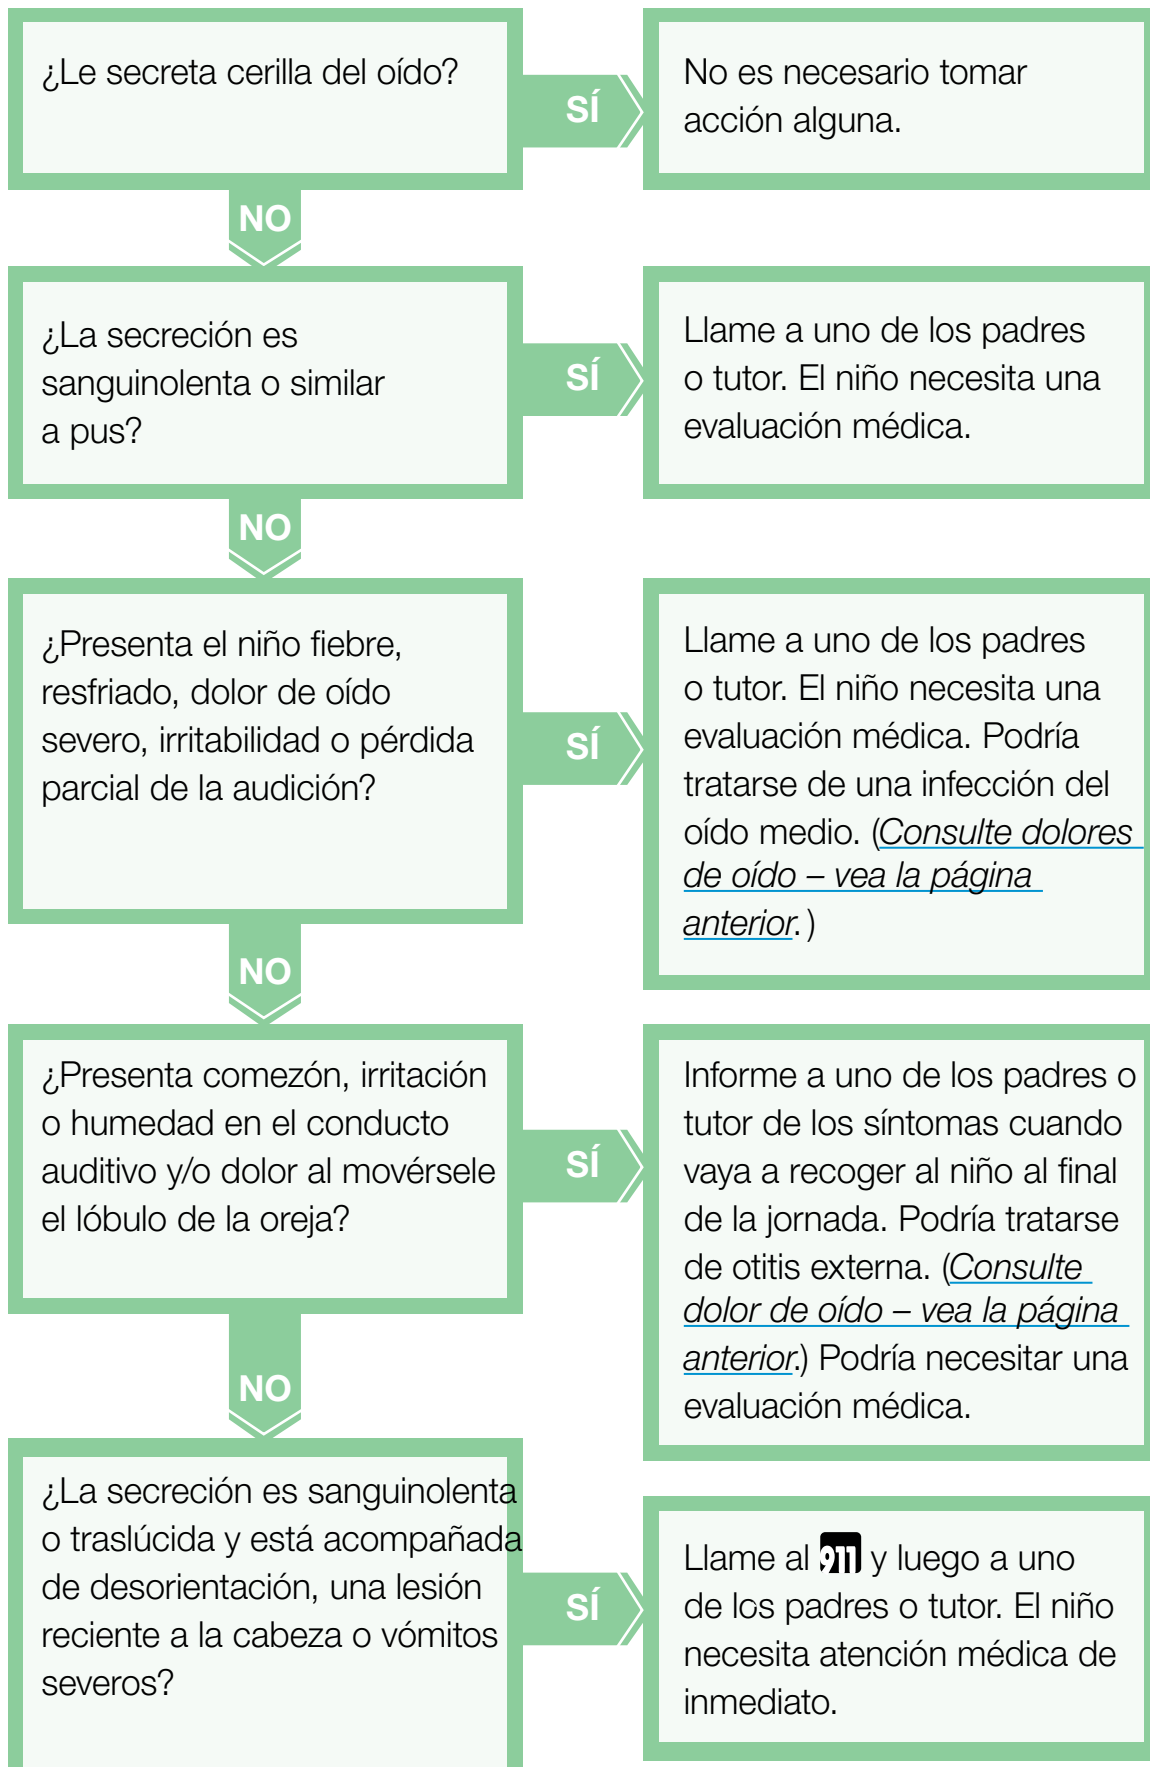 ¿Le secreta cerilla del oído?
SÍ
No es necesario tomar
acción alguna.
NO
¿La secreción es
sanguinolenta o similar
a pus?
SÍ
Llame a uno de los padres
o tutor. El niño necesita una
evaluación médica.
NO
¿Presenta el niño fiebre,
resfriado, dolor de oído
severo, irritabilidad o pérdida
parcial de la audición?
SÍ
Llame a uno de los padres
o tutor. El niño necesita una
evaluación médica. Podría
tratarse de una infección del
oído medio. (Consulte dolores
de oído – vea la página
anterior.)
NO
¿Presenta comezón, irritación
o humedad en el conducto
auditivo y/o dolor al movérsele
el lóbulo de la oreja?
SÍ
Informe a uno de los padres o
tutor de los síntomas cuando
vaya a recoger al niño al final
de la jornada. Podría tratarse
de otitis externa. (Consulte
dolor de oído – vea la página
anterior.) Podría necesitar una
evaluación médica.
NO
¿La secreción es sanguinolenta
o traslúcida y está acompañada
de desorientación, una lesión
reciente a la cabeza o vómitos
severos?
SÍ
Llame al 911 y luego a uno
de los padres o tutor. El niño
necesita atención médica de
inmediato.